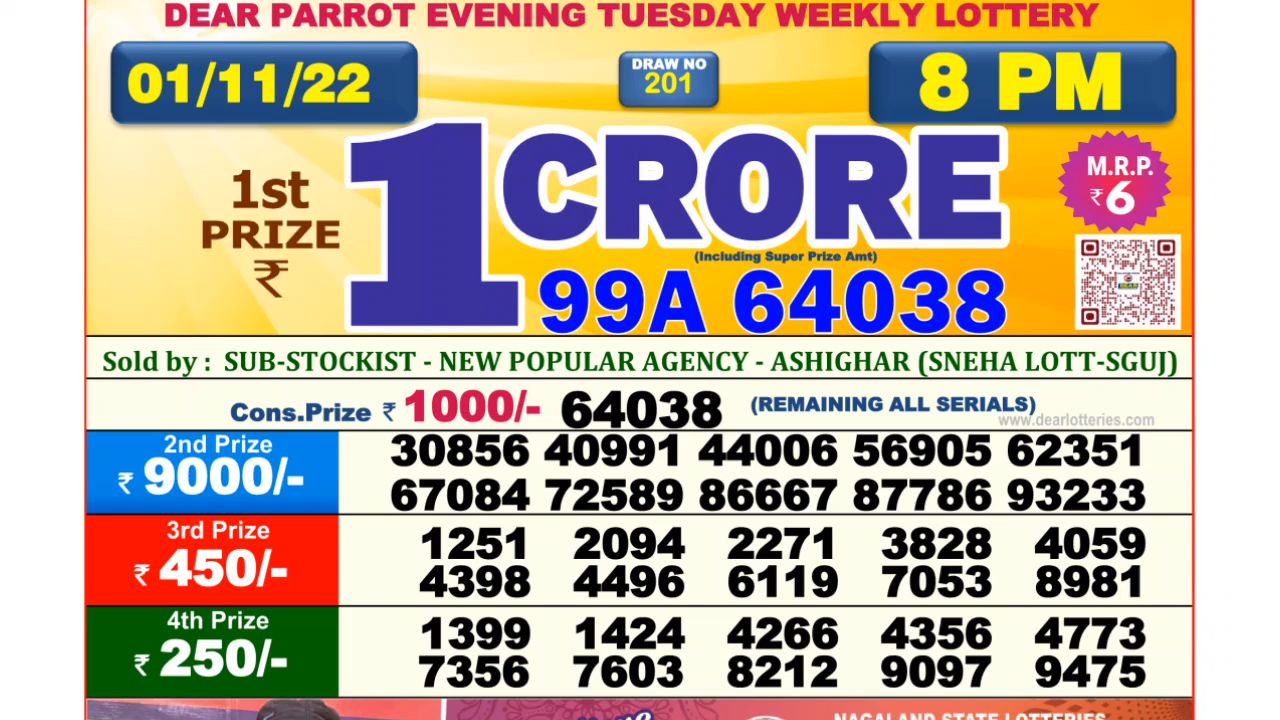 DEAR PARROT EVENING TUESDAY WEEKLY LOTTERY
01/11/22
DRAW NO
201
8 PM
1st
PRIZE
₹
1 CRORE
M.R.P.
₹ 6
(Including Super Prize Amt)
99A 64038
Sold by : SUB-STOCKIST - NEW POPULAR AGENCY - ASHIGHAR (SNEHA LOTT-SGUJ)
Cons.Prize ₹ 1000/- 64038 (REMAINING ALL SERIALS)
www.dearlotteries.com
2nd Prize
₹ 9000/-
30856 40991 44006 56905 62351
67084 72589 86667 87786 93233
3rd Prize
₹ 450/-
1251 2094 2271 3828 4059
4398 4496 6119 7053 8981
4th Prize
₹ 250/-
1399 1424 4266 4356 4773
7356 7603 8212 9097 9475
NAGALAND STATE LOTTERIES